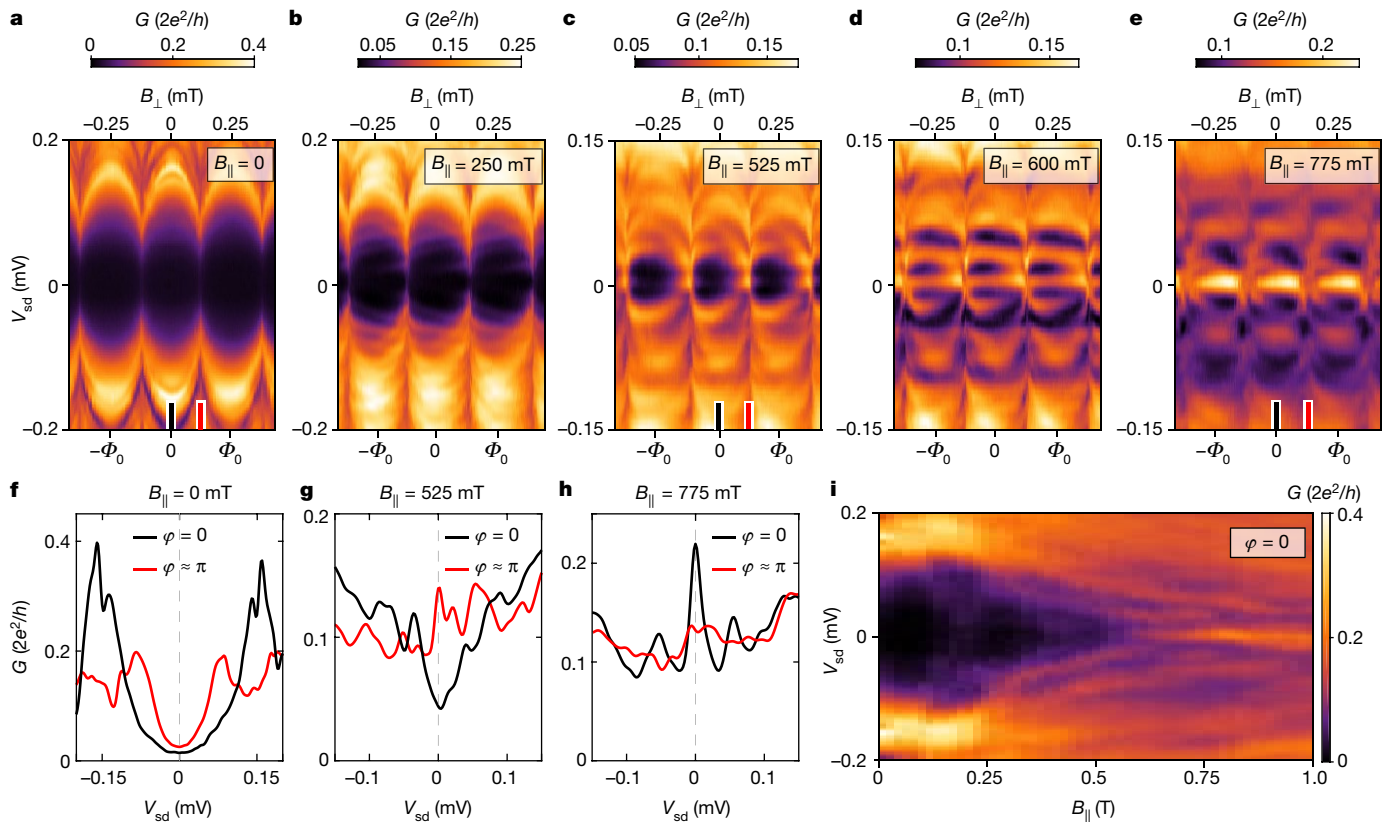 a
G (2e²/h)
0 0.2 0.4
B⊥ (mT)
−0.25 0 0.25
0.2
0
−0.2
V_sd (mV)
B|| = 0
−Φ₀ 0 Φ₀
b
G (2e²/h)
0.05 0.15 0.25
B⊥ (mT)
−0.25 0 0.25
0.2
0
−0.2
B|| = 250 mT
−Φ₀ 0 Φ₀
c
G (2e²/h)
0.05 0.15
B⊥ (mT)
−0.25 0 0.25
0.15
0
−0.15
B|| = 525 mT
−Φ₀ 0 Φ₀
d
G (2e²/h)
0.1 0.15
B⊥ (mT)
−0.25 0 0.25
0.15
0
−0.15
B|| = 600 mT
−Φ₀ 0 Φ₀
e
G (2e²/h)
0.1 0.2
B⊥ (mT)
−0.25 0 0.25
0.15
0
−0.15
B|| = 775 mT
−Φ₀ 0 Φ₀
f
B|| = 0 mT
G (2e²/h)
0.4
0.2
0
φ = 0
φ ≈ π
−0.15 0 0.15
V_sd (mV)
g
B|| = 525 mT
0.2
0.1
0
φ = 0
φ ≈ π
−0.1 0 0.1
V_sd (mV)
h
B|| = 775 mT
0.2
0.1
0
φ = 0
φ ≈ π
−0.1 0 0.1
V_sd (mV)
i
G (2e²/h)
V_sd (mV)
0.2
0
−0.2
φ = 0
0.4
0.2
0
0 0.25 0.5 0.75 1.0
B|| (T)